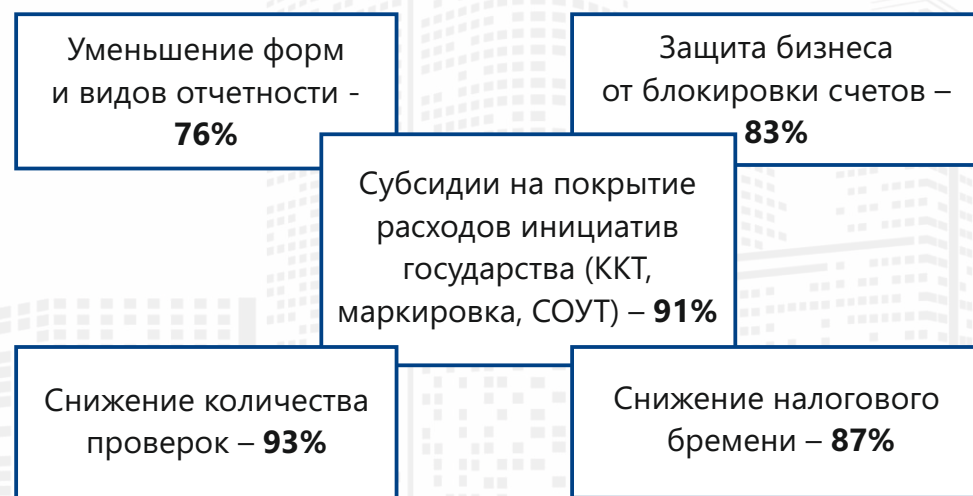 Уменьшение форм
и видов отчетности -
76%
Защита бизнеса
от блокировки счетов –
83%
Субсидии на покрытие
расходов инициатив
государства (ККТ,
маркировка, СОУТ) – 91%
Снижение количества
проверок – 93%
Снижение налогового
бремени – 87%